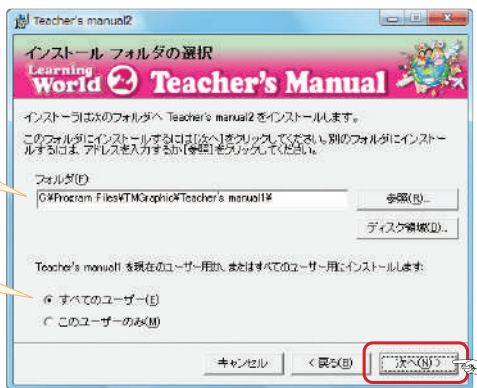 Teacher's manual2
インストール フォルダの選択
Learning
World 2 Teacher's Manual
インストーラは次のフォルダへ Teacher's manual2 をインストールします。
このフォルダにインストールするには[次へ]をクリックしてください。別のフォルダにインストー
ルするには、アドレスを入力するか[参照]をクリックしてください。
フォルダ(F):
C:¥Program Files¥TMGraphic¥Teacher's manual1¥
参照(R)...
ディスク領域(D)...
Teacher's manual1 を現在のユーザー用か、またはすべてのユーザー用にインストールします:
すべてのユーザー(E)
このユーザーのみ(M)
キャンセル
< 戻る(B)
次へ(N) >